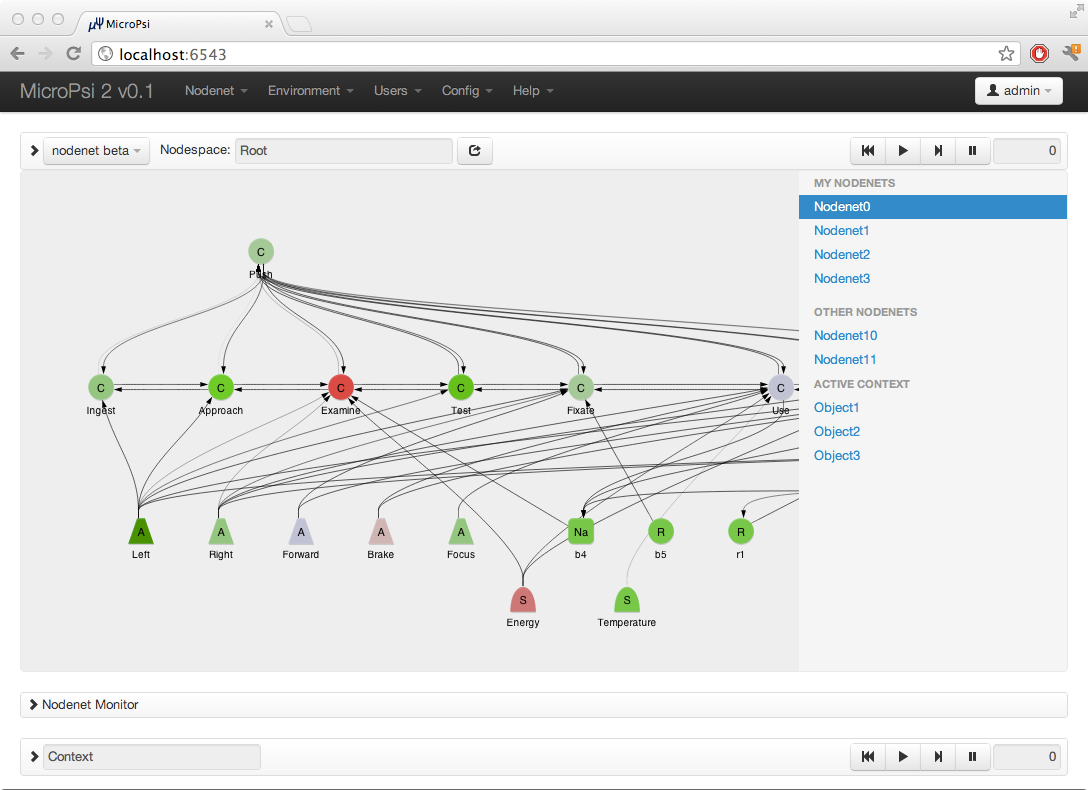 MicroPsi
localhost:6543
MicroPsi 2 v0.1 Nodenet Environment Users Config Help admin
nodenet beta Nodespace: Root 0
MY NODENETS
Nodenet0
Nodenet1
Nodenet2
Nodenet3
OTHER NODENETS
Nodenet10
Nodenet11
ACTIVE CONTEXT
Object1
Object2
Object3
C
Push
C C C C C C
Ingest Approach Examine Test Fixate Use
A A A A A Na R R
Left Right Forward Brake Focus b4 b5 r1
S S
Energy Temperature
Nodenet Monitor
Context 0